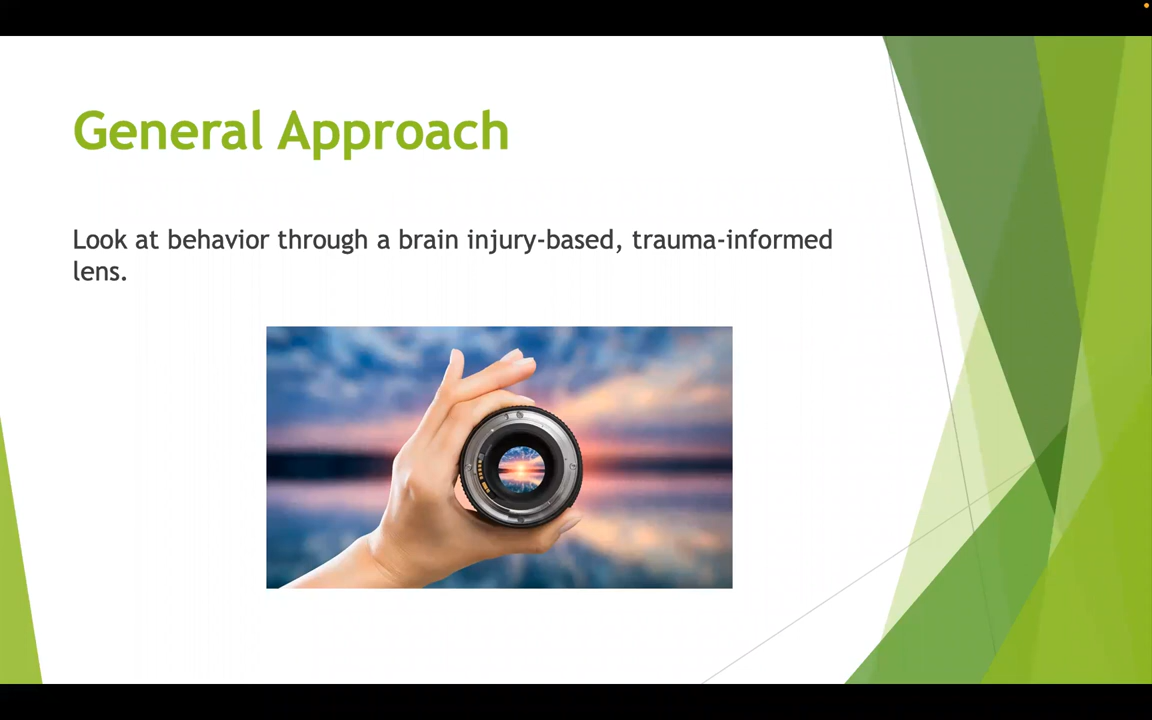 General Approach
Look at behavior through a brain injury-based, trauma-informed
lens.